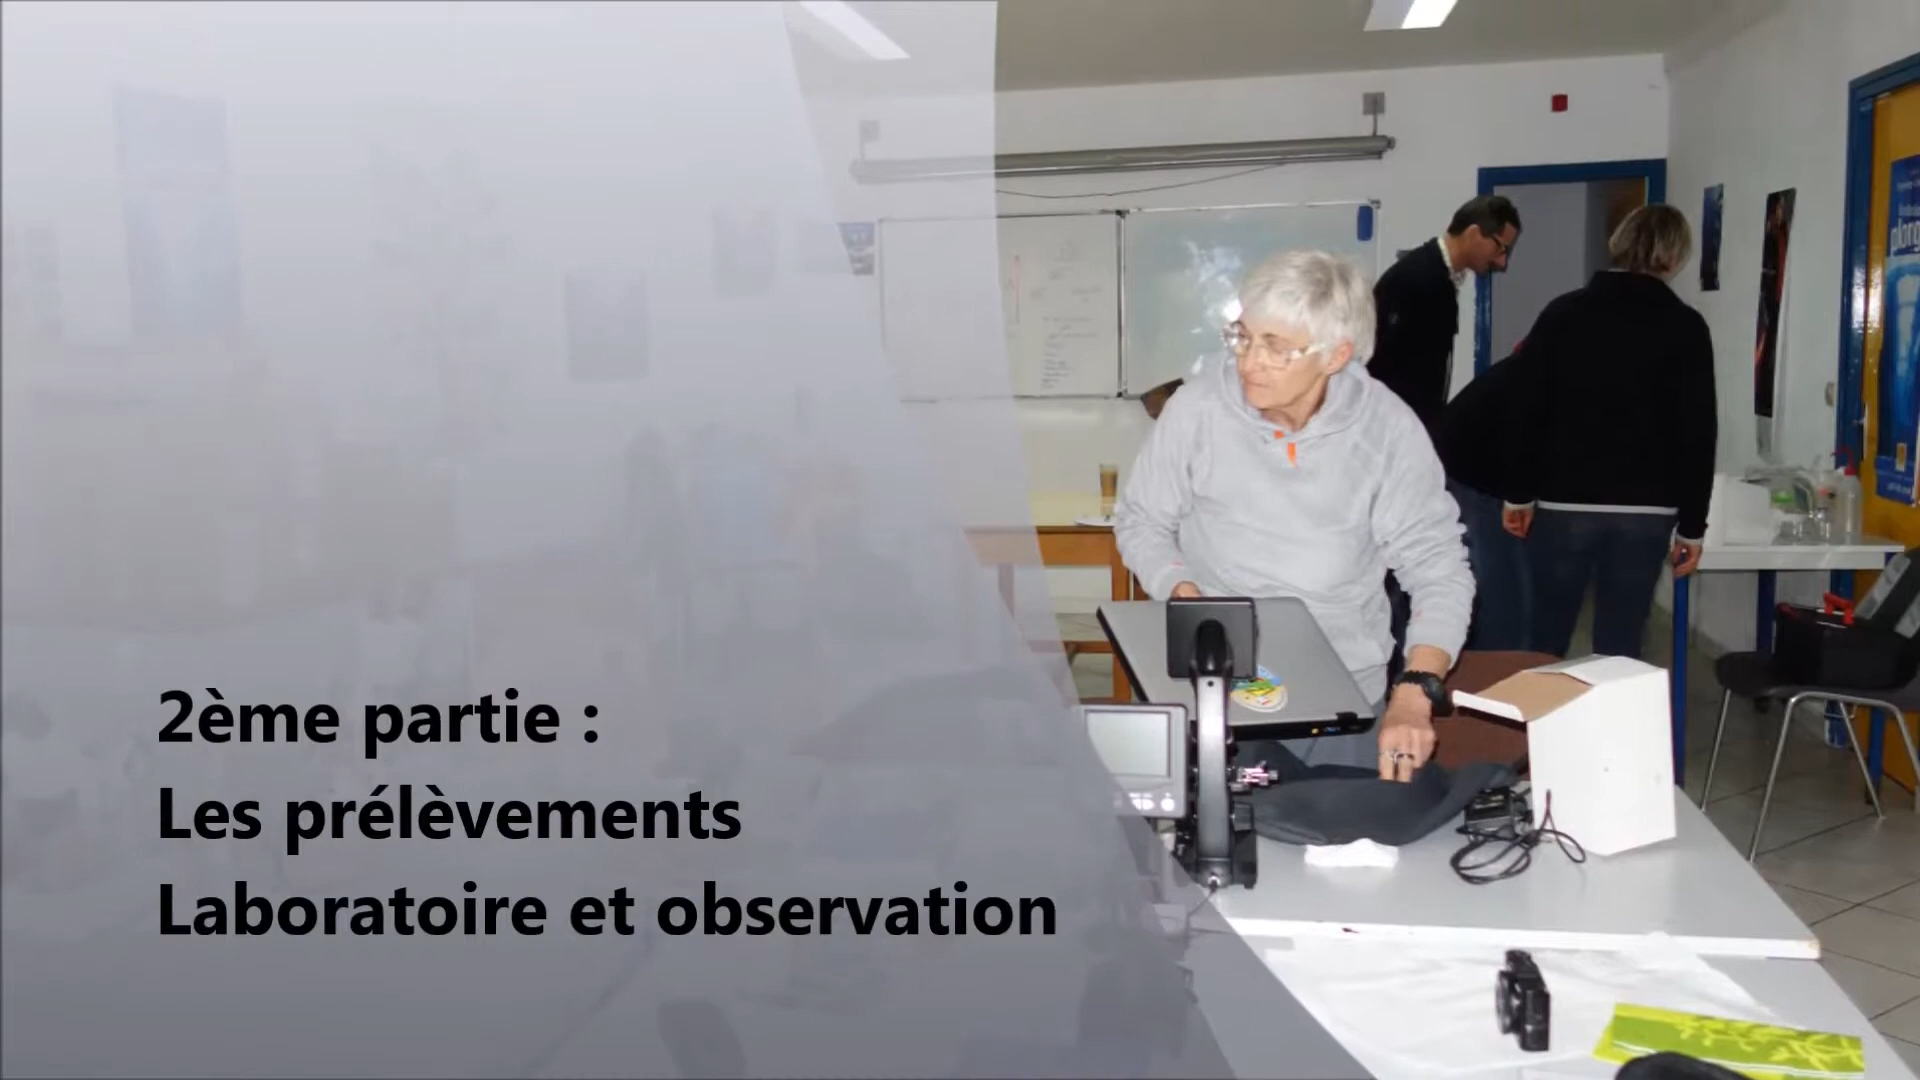 2ème partie :
Les prélèvements
Laboratoire et observation